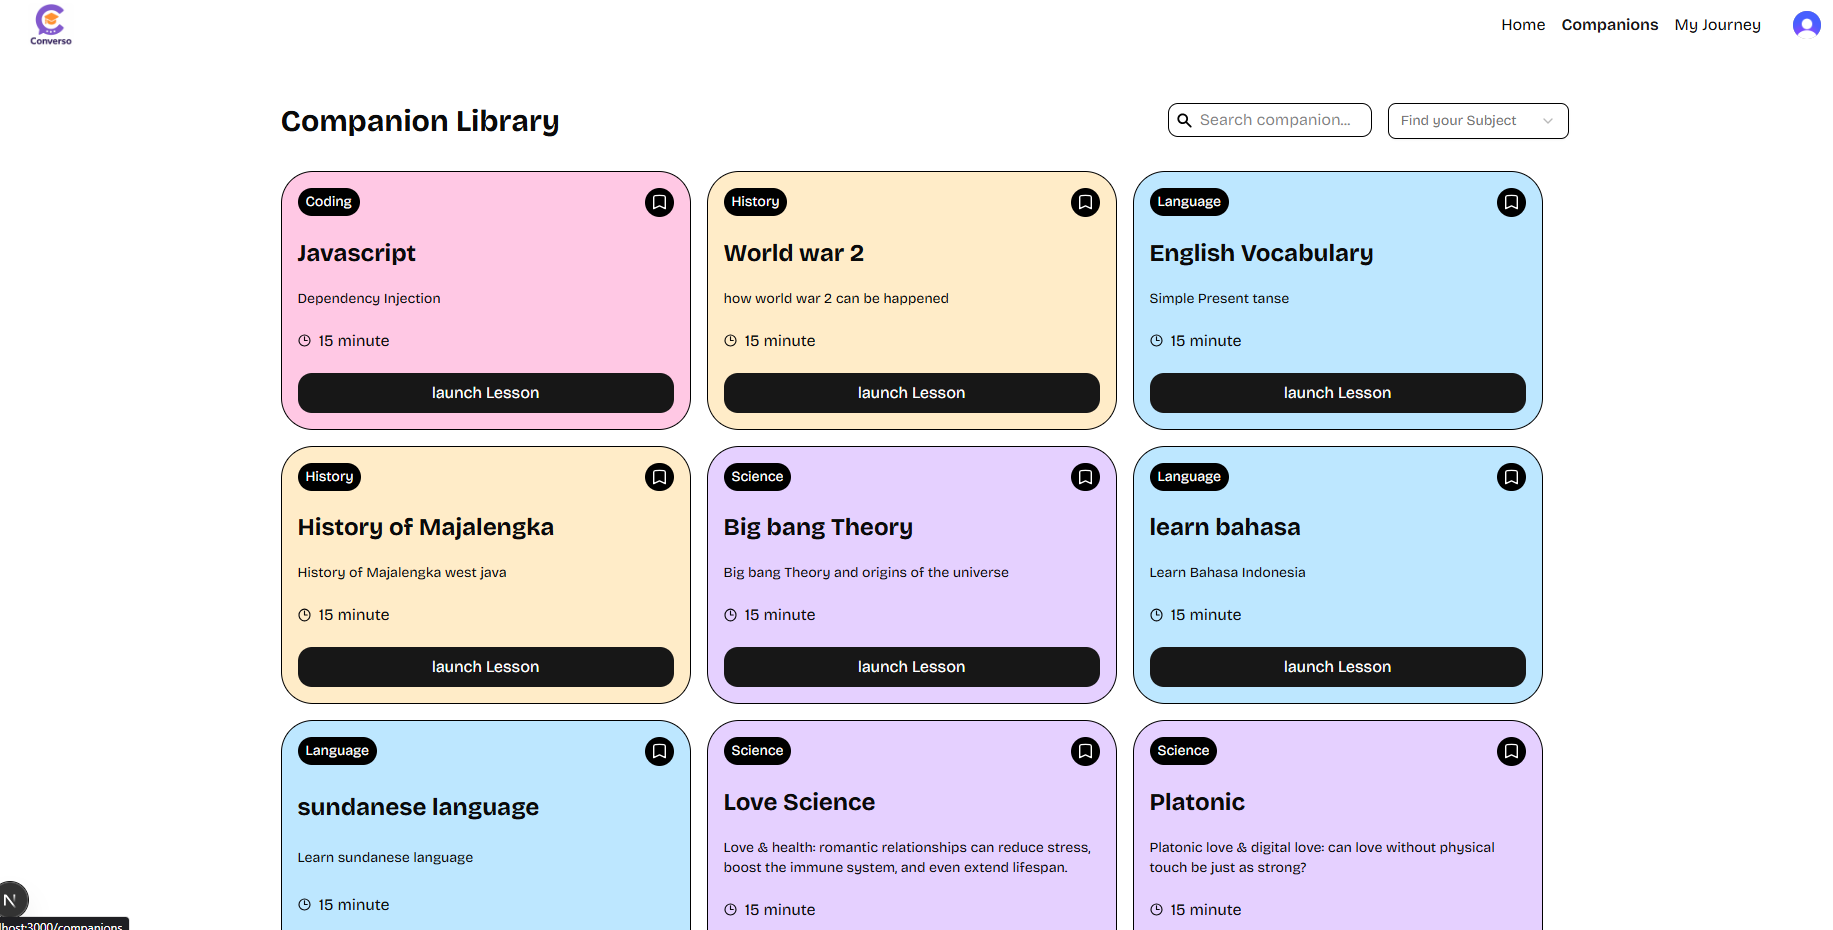 Converso
Home Companions My Journey
Companion Library
Search companion...
Find your Subject
Coding
Javascript
Dependency Injection
15 minute
launch Lesson
History
World war 2
how world war 2 can be happened
15 minute
launch Lesson
Language
English Vocabulary
Simple Present tanse
15 minute
launch Lesson
History
History of Majalengka
History of Majalengka west java
15 minute
launch Lesson
Science
Big bang Theory
Big bang Theory and origins of the universe
15 minute
launch Lesson
Language
learn bahasa
Learn Bahasa Indonesia
15 minute
launch Lesson
Language
sundanese language
Learn sundanese language
15 minute
Science
Love Science
Love & health: romantic relationships can reduce stress,
boost the immune system, and even extend lifespan.
15 minute
Science
Platonic
Platonic love & digital love: can love without physical
touch be just as strong?
15 minute
N
lhost:3000/companions